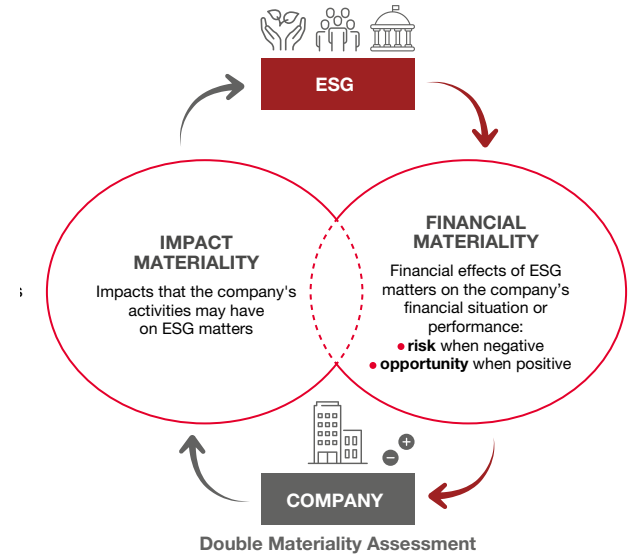 ESG
IMPACT
MATERIALITY
Impacts that the company's
activities may have
on ESG matters
FINANCIAL
MATERIALITY
Financial effects of ESG
matters on the company’s
financial situation or
performance:
• risk when negative
• opportunity when positive
COMPANY
Double Materiality Assessment